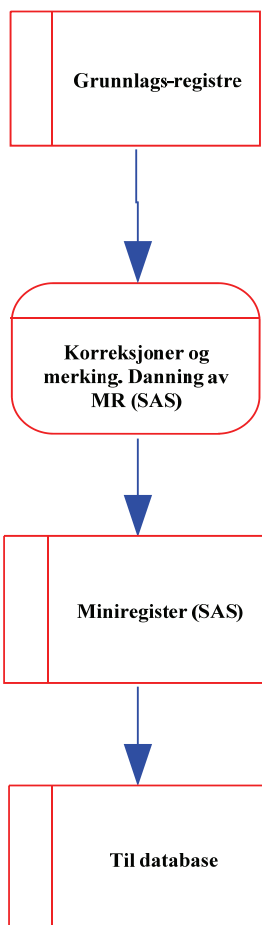 Grunnlags-registre
Korreksjoner og
merking. Danning av
MR (SAS)
Miniregister (SAS)
Til database